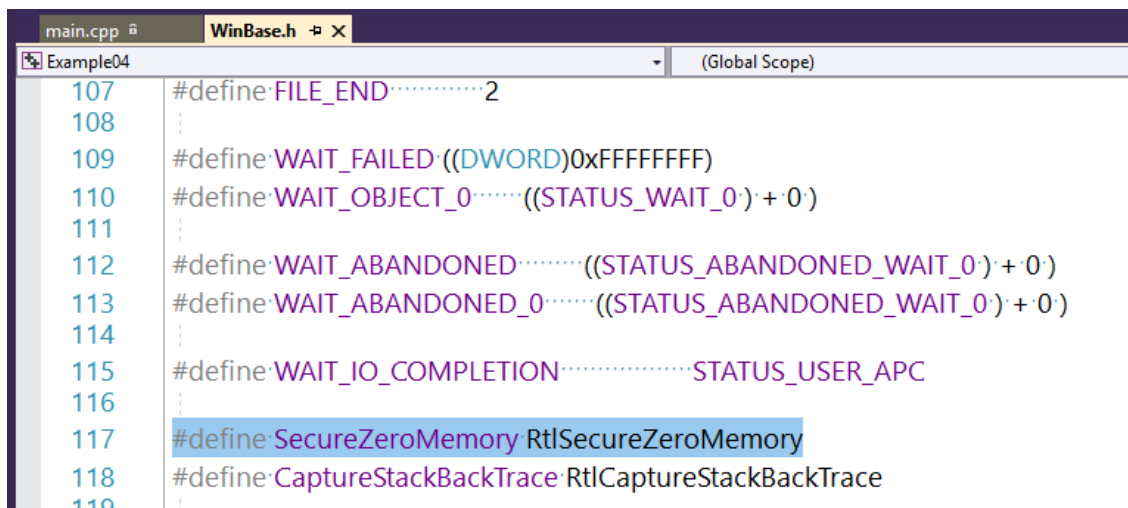 main.cpp WinBase.h
Example04 (Global Scope)
107 #define FILE_END 2
108
109 #define WAIT_FAILED ((DWORD)0xFFFFFFFF)
110 #define WAIT_OBJECT_0 ((STATUS_WAIT_0 ) + 0 )
111
112 #define WAIT_ABANDONED ((STATUS_ABANDONED_WAIT_0 ) + 0 )
113 #define WAIT_ABANDONED_0 ((STATUS_ABANDONED_WAIT_0 ) + 0 )
114
115 #define WAIT_IO_COMPLETION STATUS_USER_APC
116
117 #define SecureZeroMemory RtlSecureZeroMemory
118 #define CaptureStackBackTrace RtlCaptureStackBackTrace
119